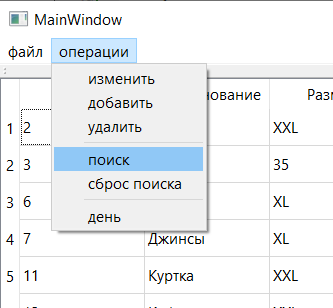 MainWindow
файл операции
изменить
добавить
удалить
поиск
сброс поиска
день
нование Разм
1 2 XXL
2 3 35
3 6 XL
4 7 Джинсы XL
5 11 Куртка XXL